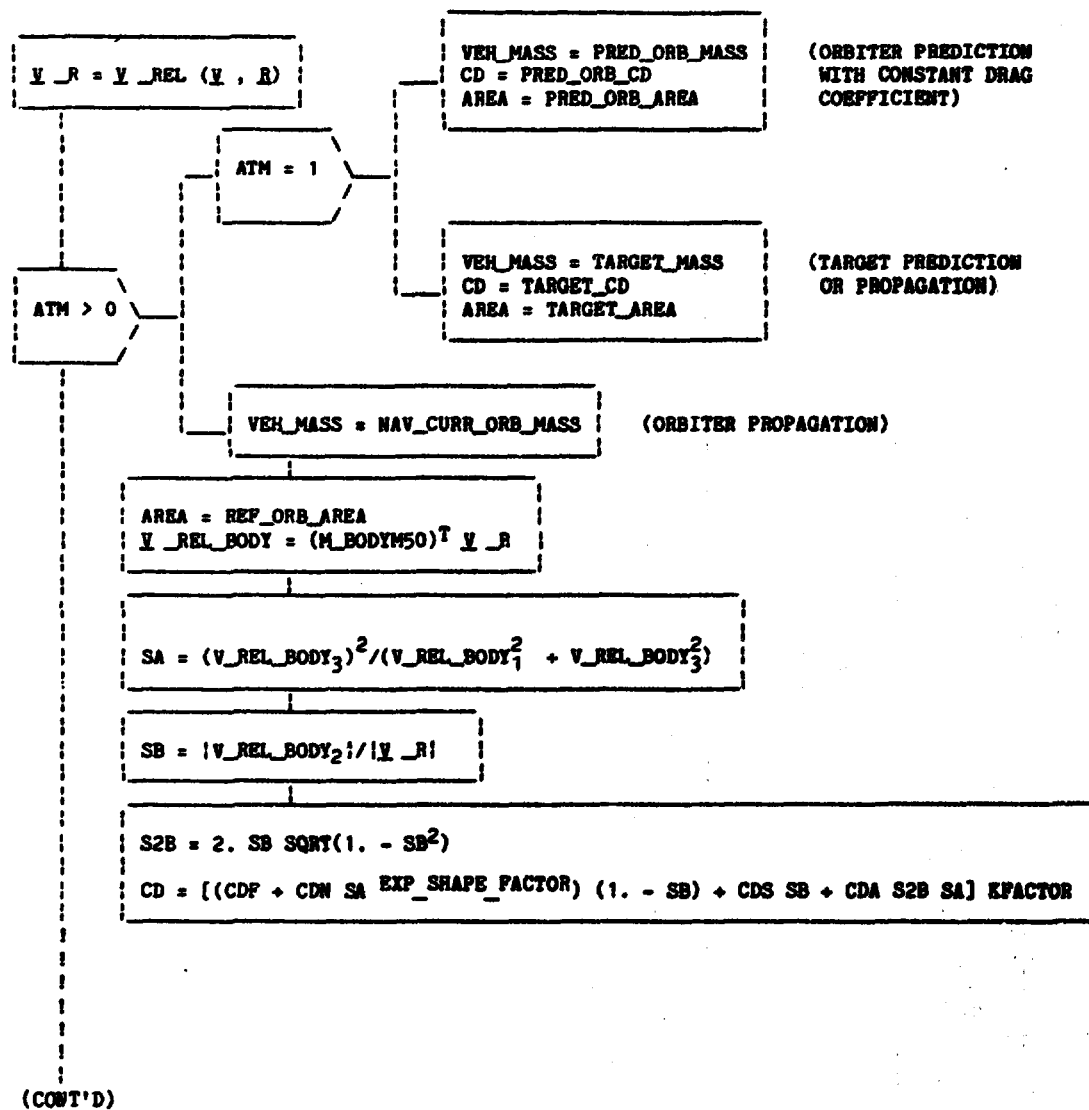 V _R = V _REL (V , R)
VEH_MASS = PRED_ORB_MASS
CD = PRED_ORB_CD
AREA = PRED_ORB_AREA
(ORBITER PREDICTION
WITH CONSTANT DRAG
COEFFICIENT)
ATM = 1
VEH_MASS = TARGET_MASS
CD = TARGET_CD
AREA = TARGET_AREA
(TARGET PREDICTION
OR PROPAGATION)
ATM > 0
VEH_MASS = NAV_CURR_ORB_MASS
(ORBITER PROPAGATION)
AREA = REF_ORB_AREA
V _REL_BODY = (M_BODYM50)^T V _R
SA = (V_REL_BODY₃)²/(V_REL_BODY₁² + V_REL_BODY₃²)
SB = |V_REL_BODY₂|/|V _R|
S2B = 2. SB SQRT(1. - SB²)
CD = [(CDF + CDN SA ^EXP_SHAPE_FACTOR) (1. - SB) + CDS SB + CDA S2B SA] KFACTOR
(CONT'D)